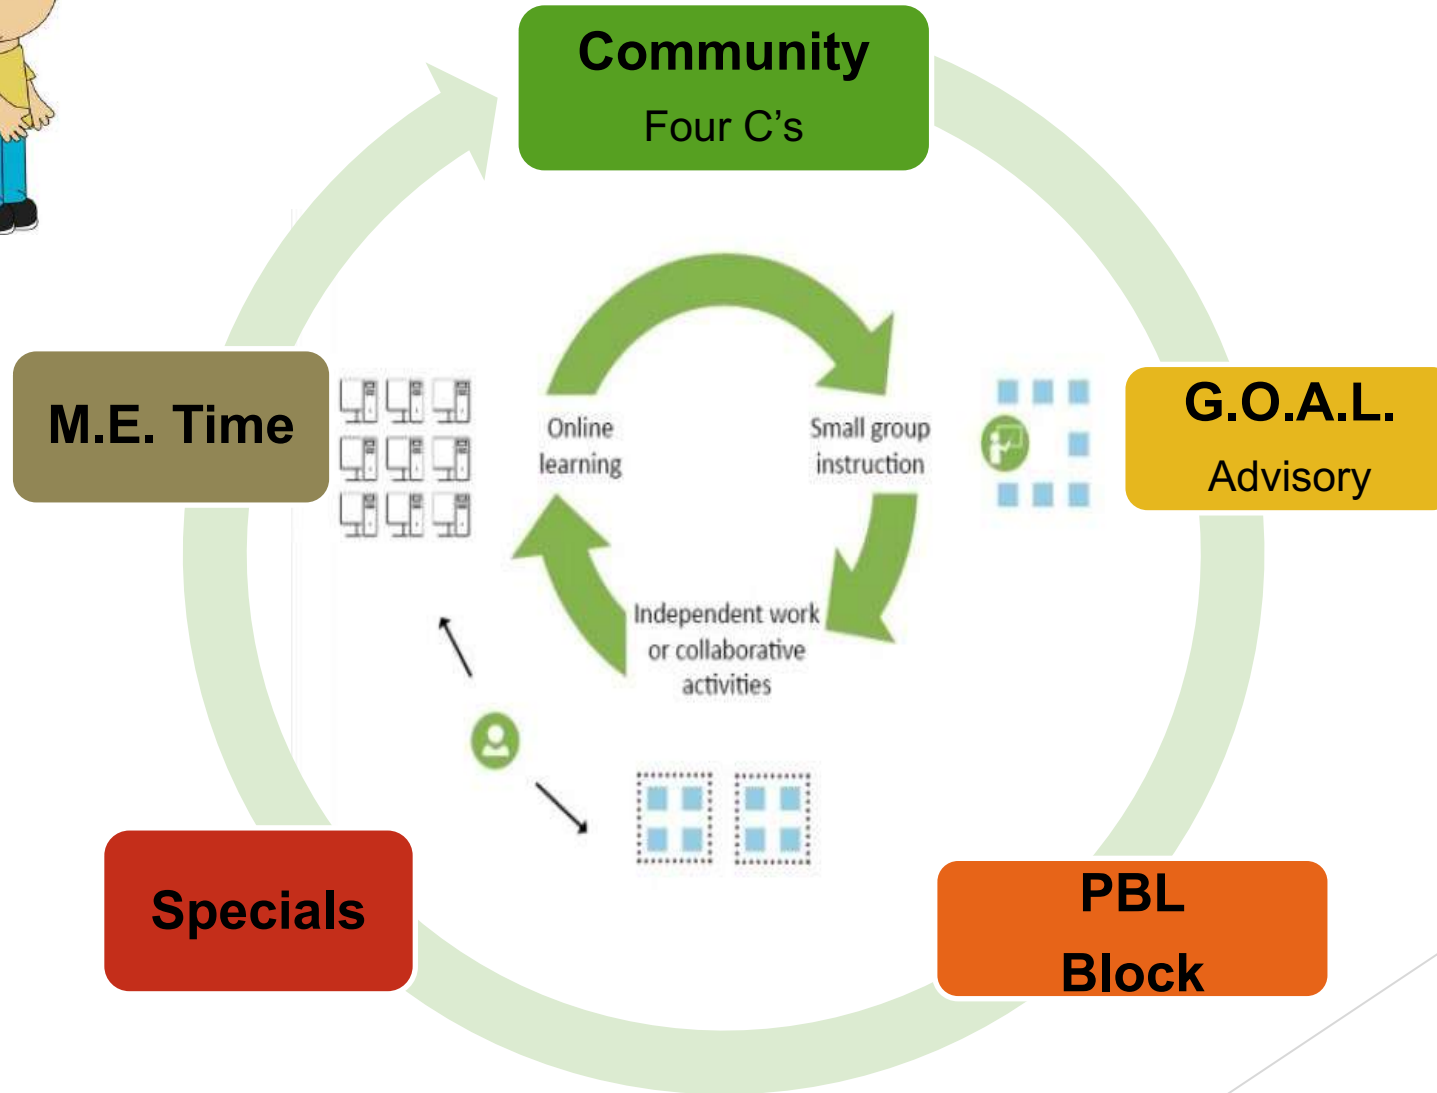 Community
Four C’s
M.E. Time
G.O.A.L.
Advisory
Online
learning
Small group
instruction
Independent work
or collaborative
activities
Specials
PBL
Block